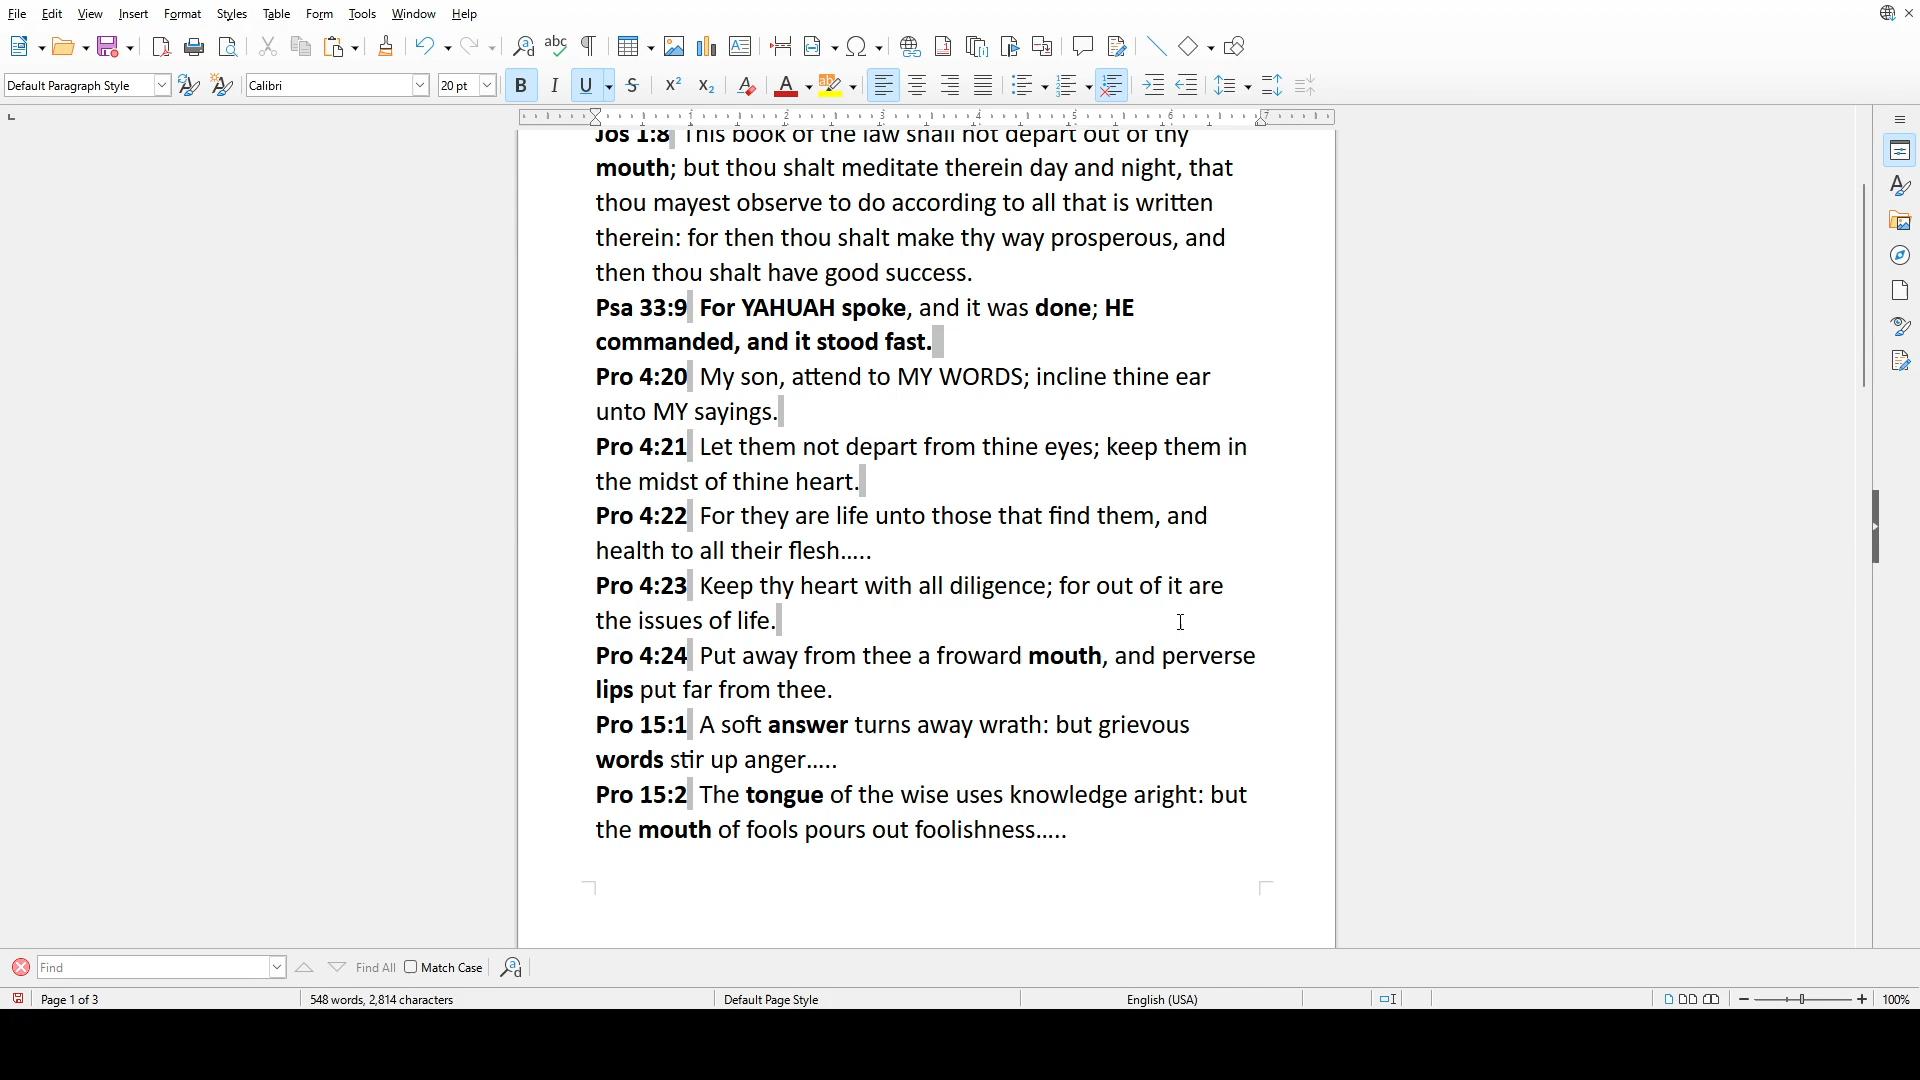 File Edit View Insert Format Styles Table Form Tools Window Help
Default Paragraph Style Calibri 20 pt
Jos 1:8 This book of the law shall not depart out of thy
mouth; but thou shalt meditate therein day and night, that
thou mayest observe to do according to all that is written
therein: for then thou shalt make thy way prosperous, and
then thou shalt have good success.
Psa 33:9 For YAHUAH spoke, and it was done; HE
commanded, and it stood fast.
Pro 4:20 My son, attend to MY WORDS; incline thine ear
unto MY sayings.
Pro 4:21 Let them not depart from thine eyes; keep them in
the midst of thine heart.
Pro 4:22 For they are life unto those that find them, and
health to all their flesh.....
Pro 4:23 Keep thy heart with all diligence; for out of it are
the issues of life.
Pro 4:24 Put away from thee a froward mouth, and perverse
lips put far from thee.
Pro 15:1 A soft answer turns away wrath: but grievous
words stir up anger.....
Pro 15:2 The tongue of the wise uses knowledge aright: but
the mouth of fools pours out foolishness.....
Find Find All Match Case
Page 1 of 3 548 words, 2,814 characters Default Page Style English (USA) 100%